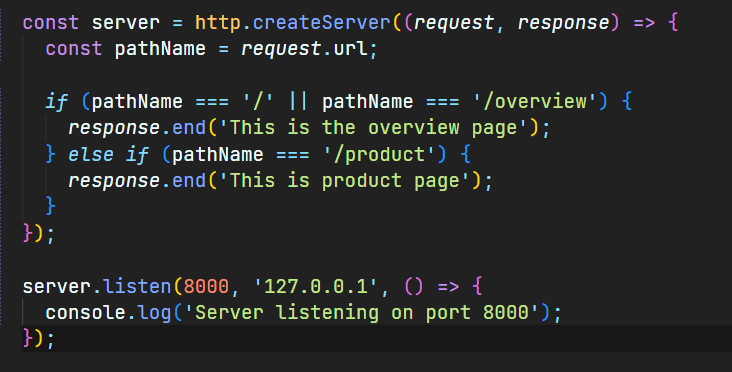 const server = http.createServer((request, response) => {
  const pathName = request.url;

  if (pathName === '/' || pathName === '/overview') {
    response.end('This is the overview page');
  } else if (pathName === '/product') {
    response.end('This is product page');
  }
});

server.listen(8000, '127.0.0.1', () => {
  console.log('Server listening on port 8000');
});